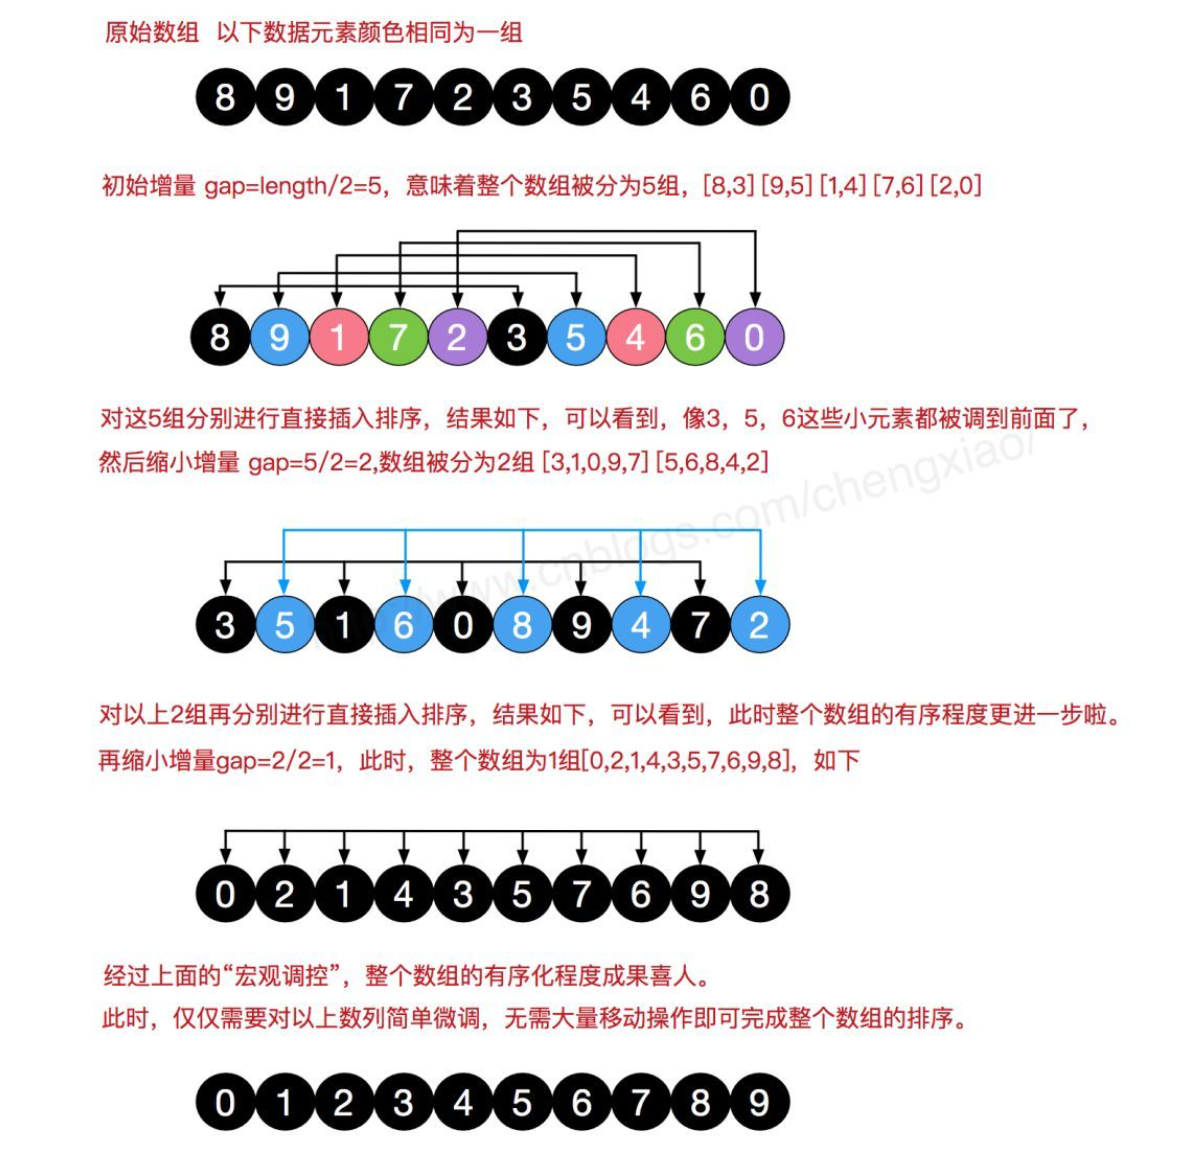 原始数组 以下数据元素颜色相同为一组
8 9 1 7 2 3 5 4 6 0
初始增量 gap=length/2=5，意味着整个数组被分为5组，[8,3] [9,5] [1,4] [7,6] [2,0]
8 9 1 7 2 3 5 4 6 0
对这5组分别进行直接插入排序，结果如下，可以看到，像3，5，6这些小元素都被调到前面了，
然后缩小增量 gap=5/2=2,数组被分为2组 [3,1,0,9,7] [5,6,8,4,2]
http://www.cnblogs.com/chengxiao/
3 5 1 6 0 8 9 4 7 2
对以上2组再分别进行直接插入排序，结果如下，可以看到，此时整个数组的有序程度更进一步啦。
再缩小增量gap=2/2=1，此时，整个数组为1组[0,2,1,4,3,5,7,6,9,8]，如下
0 2 1 4 3 5 7 6 9 8
经过上面的“宏观调控”，整个数组的有序化程度成果喜人。
此时，仅仅需要对以上数列简单微调，无需大量移动操作即可完成整个数组的排序。
0 1 2 3 4 5 6 7 8 9